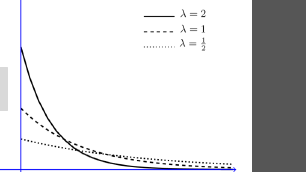 λ = 2
λ = 1
λ = 1/2